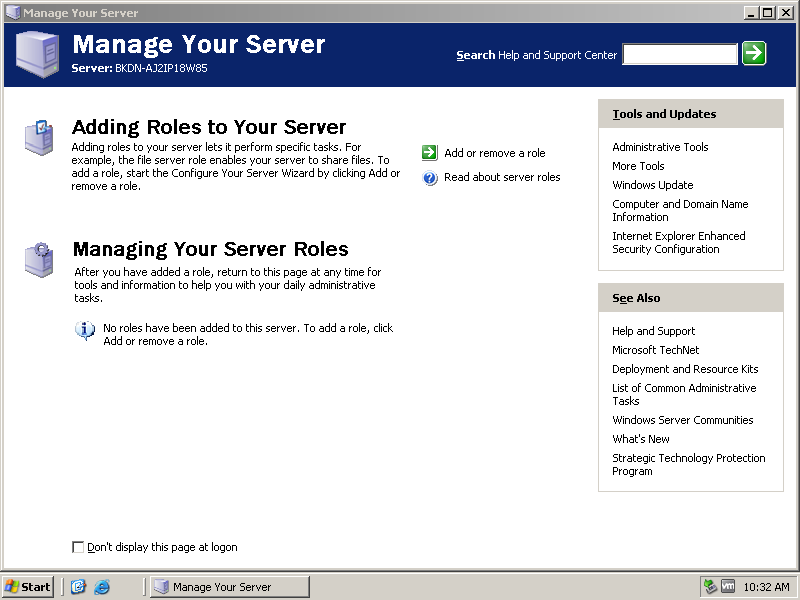 Manage Your Server
Manage Your Server
Server: BKDN-AJ2IP18W85
Search Help and Support Center
Adding Roles to Your Server
Adding roles to your server lets it perform specific tasks. For
example, the file server role enables your server to share files. To
add a role, start the Configure Your Server Wizard by clicking Add or
remove a role.
Add or remove a role
Read about server roles
Managing Your Server Roles
After you have added a role, return to this page at any time for
tools and information to help you with your daily administrative
tasks.
No roles have been added to this server. To add a role, click
Add or remove a role.
Tools and Updates
Administrative Tools
More Tools
Windows Update
Computer and Domain Name
Information
Internet Explorer Enhanced
Security Configuration
See Also
Help and Support
Microsoft TechNet
Deployment and Resource Kits
List of Common Administrative
Tasks
Windows Server Communities
What's New
Strategic Technology Protection
Program
Don't display this page at logon
Start
Manage Your Server
vm
10:32 AM